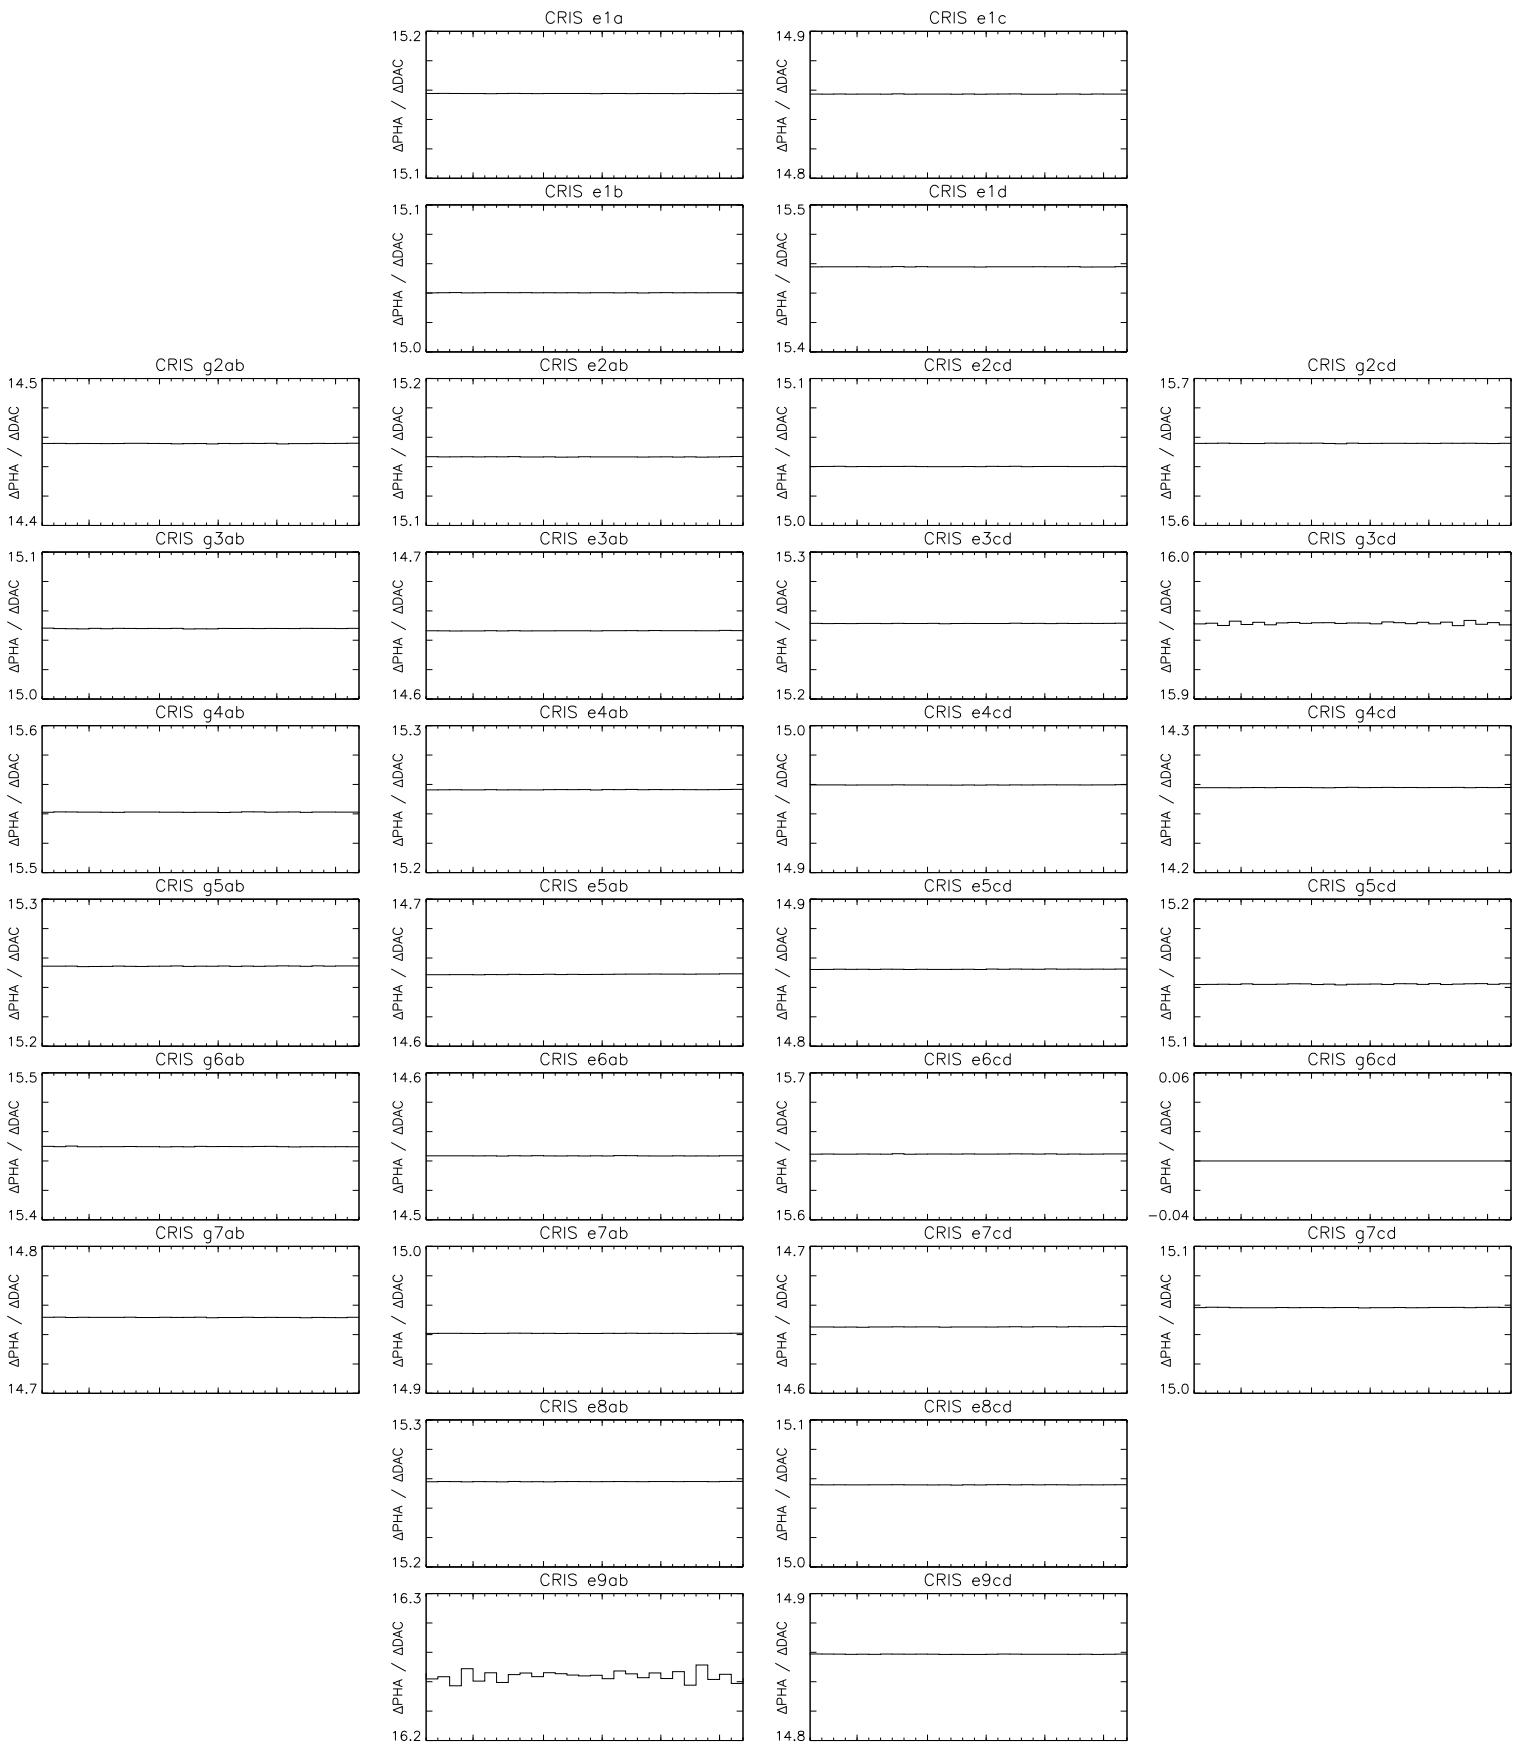 CRIS e1a
15.2
ΔPHA / ΔDAC
15.1
CRIS e1c
14.9
ΔPHA / ΔDAC
14.8
CRIS e1b
15.1
ΔPHA / ΔDAC
15.0
CRIS e1d
15.5
ΔPHA / ΔDAC
15.4
CRIS g2ab
14.5
ΔPHA / ΔDAC
14.4
CRIS e2ab
15.2
ΔPHA / ΔDAC
15.1
CRIS e2cd
15.1
ΔPHA / ΔDAC
15.0
CRIS g2cd
15.7
ΔPHA / ΔDAC
15.6
CRIS g3ab
15.1
ΔPHA / ΔDAC
15.0
CRIS e3ab
14.7
ΔPHA / ΔDAC
14.6
CRIS e3cd
15.3
ΔPHA / ΔDAC
15.2
CRIS g3cd
16.0
ΔPHA / ΔDAC
15.9
CRIS g4ab
15.6
ΔPHA / ΔDAC
15.5
CRIS e4ab
15.3
ΔPHA / ΔDAC
15.2
CRIS e4cd
15.0
ΔPHA / ΔDAC
14.9
CRIS g4cd
14.3
ΔPHA / ΔDAC
14.2
CRIS g5ab
15.3
ΔPHA / ΔDAC
15.2
CRIS e5ab
14.7
ΔPHA / ΔDAC
14.6
CRIS e5cd
14.9
ΔPHA / ΔDAC
14.8
CRIS g5cd
15.2
ΔPHA / ΔDAC
15.1
CRIS g6ab
15.5
ΔPHA / ΔDAC
15.4
CRIS e6ab
14.6
ΔPHA / ΔDAC
14.5
CRIS e6cd
15.7
ΔPHA / ΔDAC
15.6
CRIS g6cd
0.06
ΔPHA / ΔDAC
−0.04
CRIS g7ab
14.8
ΔPHA / ΔDAC
14.7
CRIS e7ab
15.0
ΔPHA / ΔDAC
14.9
CRIS e7cd
14.7
ΔPHA / ΔDAC
14.6
CRIS g7cd
15.1
ΔPHA / ΔDAC
15.0
CRIS e8ab
15.3
ΔPHA / ΔDAC
15.2
CRIS e8cd
15.1
ΔPHA / ΔDAC
15.0
CRIS e9ab
16.3
ΔPHA / ΔDAC
16.2
CRIS e9cd
14.9
ΔPHA / ΔDAC
14.8